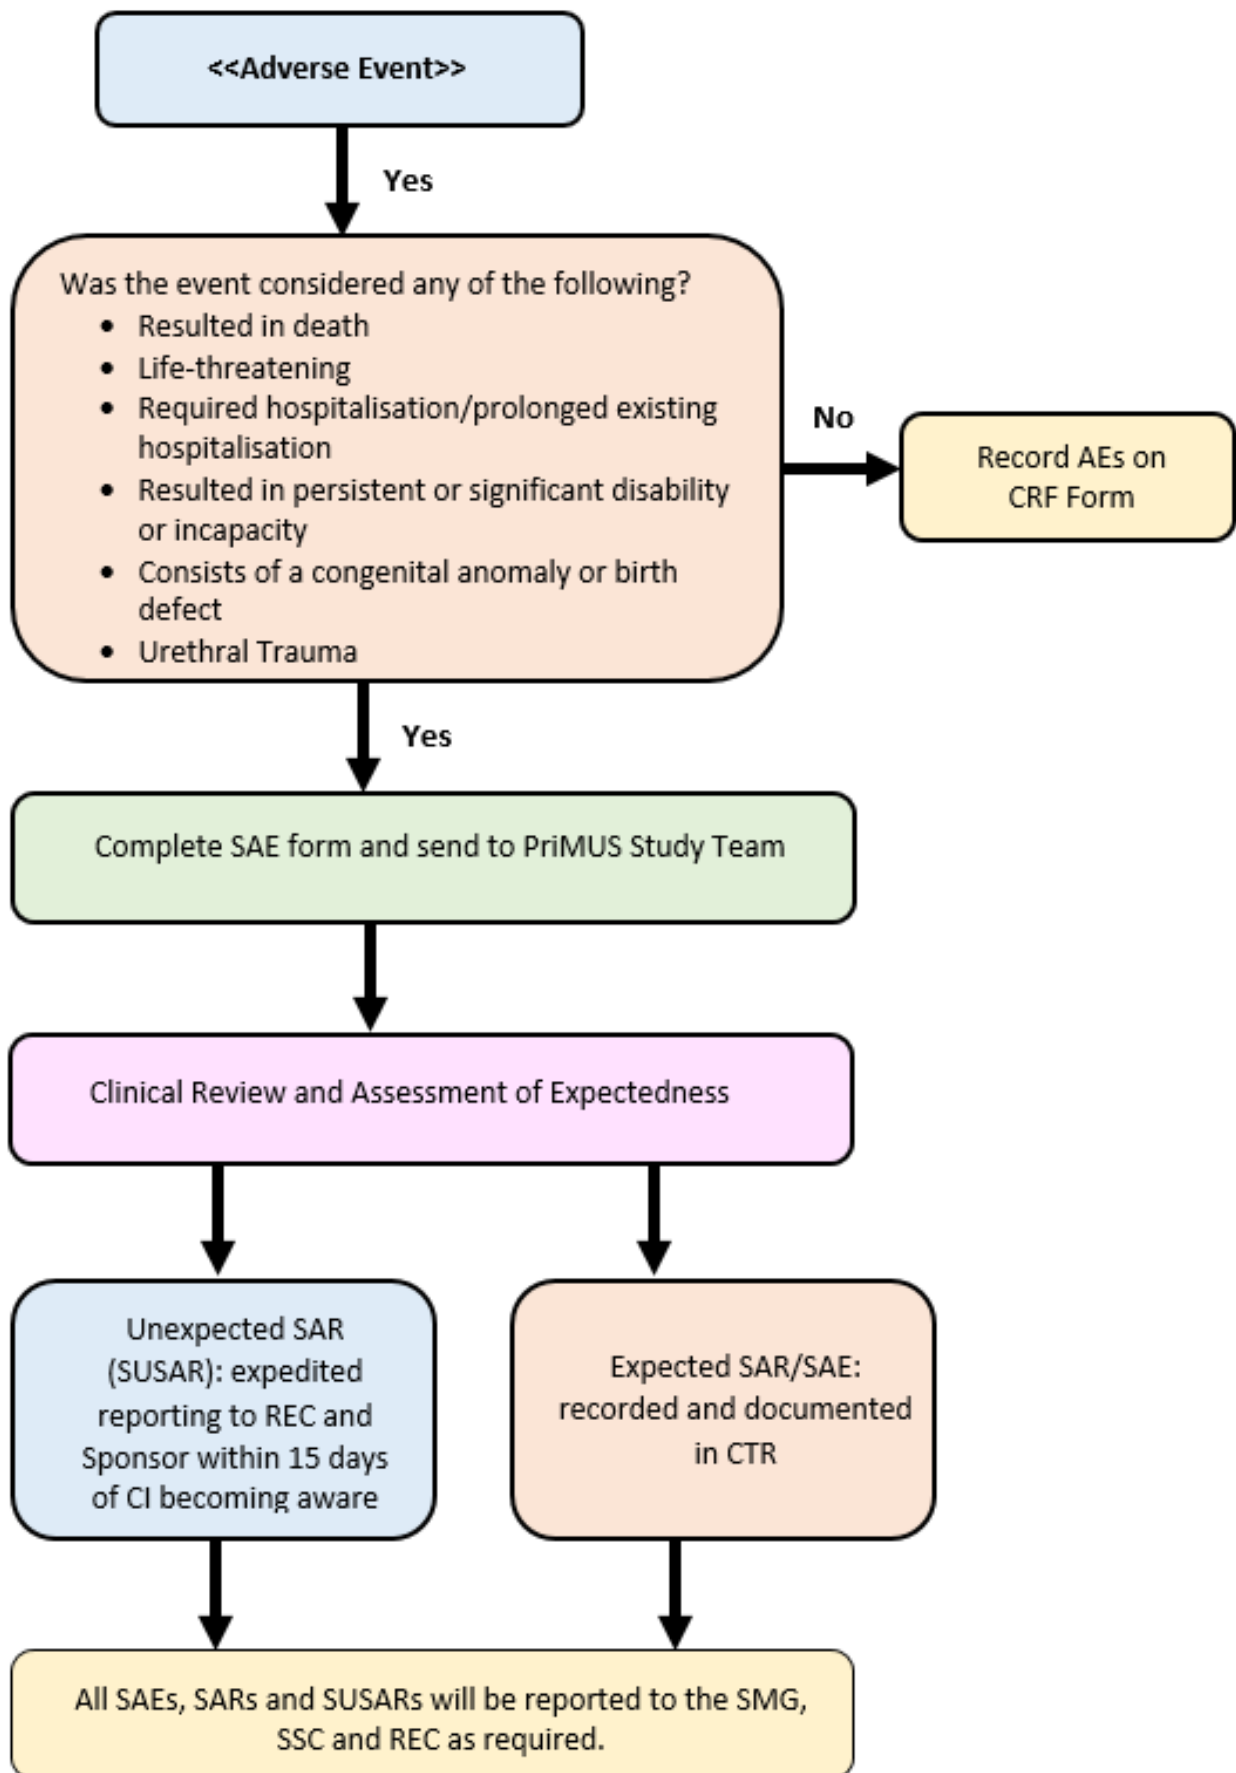 <<Adverse Event>>
Yes
Was the event considered any of the following?
• Resulted in death
• Life-threatening
• Required hospitalisation/prolonged existing
hospitalisation
• Resulted in persistent or significant disability
or incapacity
• Consists of a congenital anomaly or birth
defect
• Urethral Trauma
No
Record AEs on
CRF Form
Yes
Complete SAE form and send to PriMUS Study Team
Clinical Review and Assessment of Expectedness
Unexpected SAR
(SUSAR): expedited
reporting to REC and
Sponsor within 15 days
of CI becoming aware
Expected SAR/SAE:
recorded and documented
in CTR
All SAEs, SARs and SUSARs will be reported to the SMG,
SSC and REC as required.